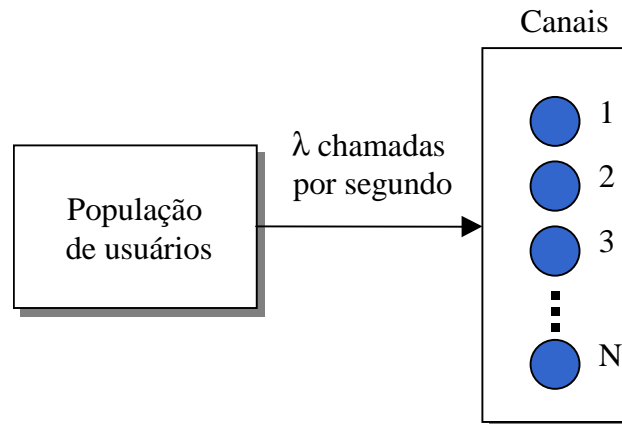 Canais
λ chamadas
por segundo
População
de usuários
1
2
3
N